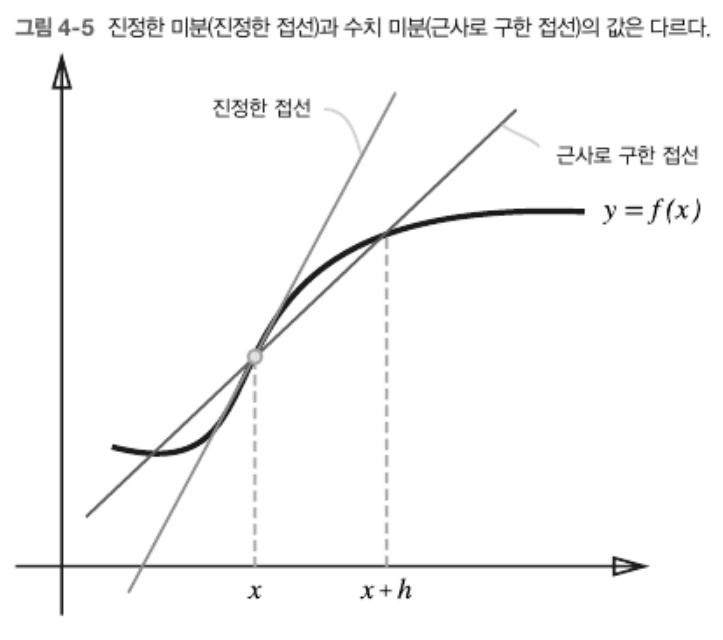 그림 4-5 진정한 미분(진정한 접선)과 수치 미분(근사로 구한 접선)의 값은 다르다.
진정한 접선
근사로 구한 접선
y = f(x)
x
x + h